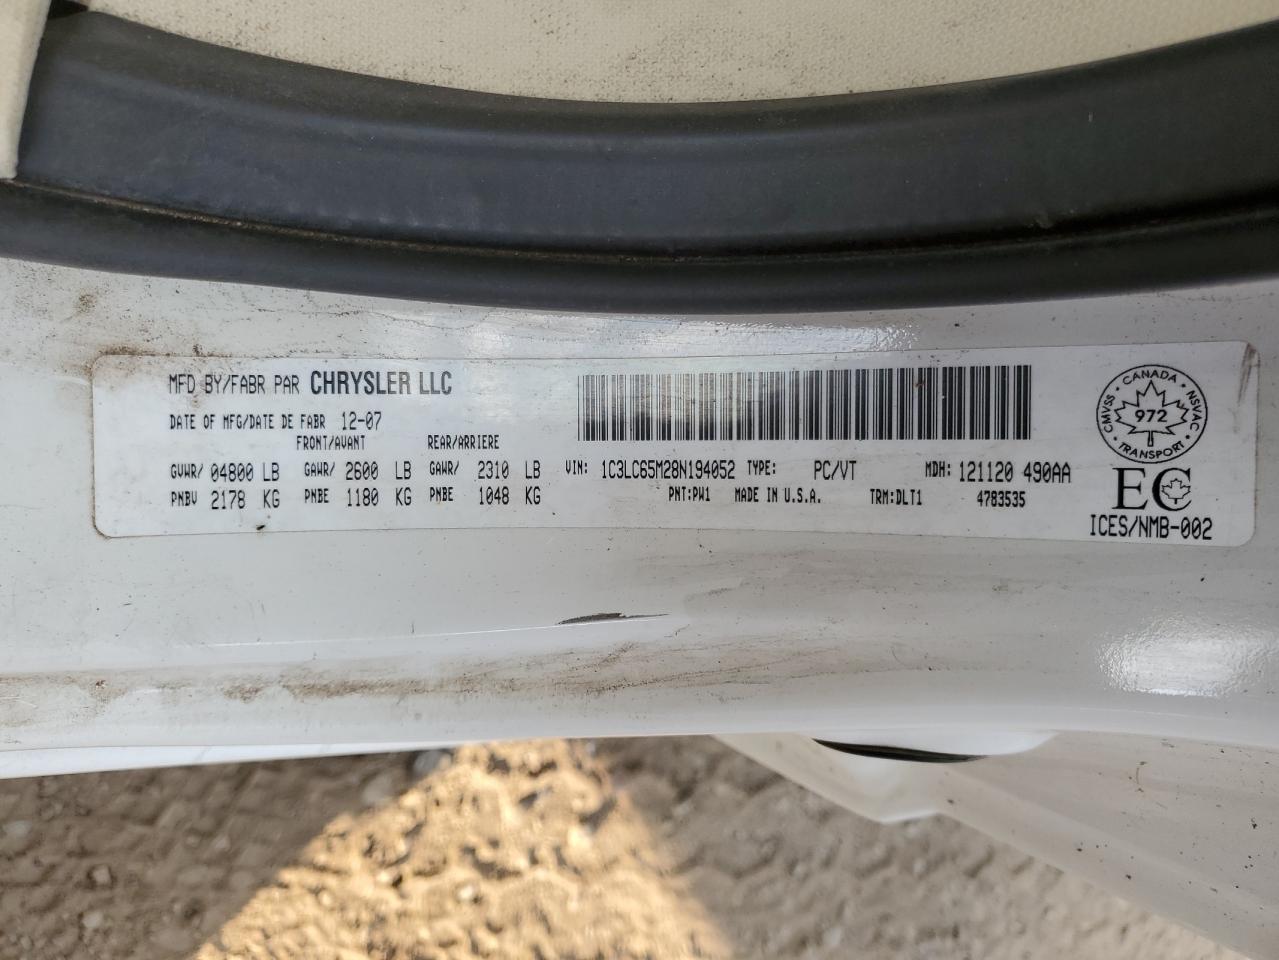 MFD BY/FABR PAR CHRYSLER LLC
DATE OF MFG/DATE DE FABR 12-07
FRONT/AVANT REAR/ARRIERE
GVWR/ 04800 LB GAWR/ 2600 LB GAWR/ 2310 LB
PNBV 2178 KG PNBE 1180 KG PNBE 1048 KG
VIN: 1C3LC65M28N194052 TYPE: PC/VT MDH: 121120 490AA
PNT:PW1 MADE IN U.S.A. TRM:DLT1 4783535
CMVSS · CANADA · NSVAC
972
· TRANSPORT ·
EC
ICES/NMB-002